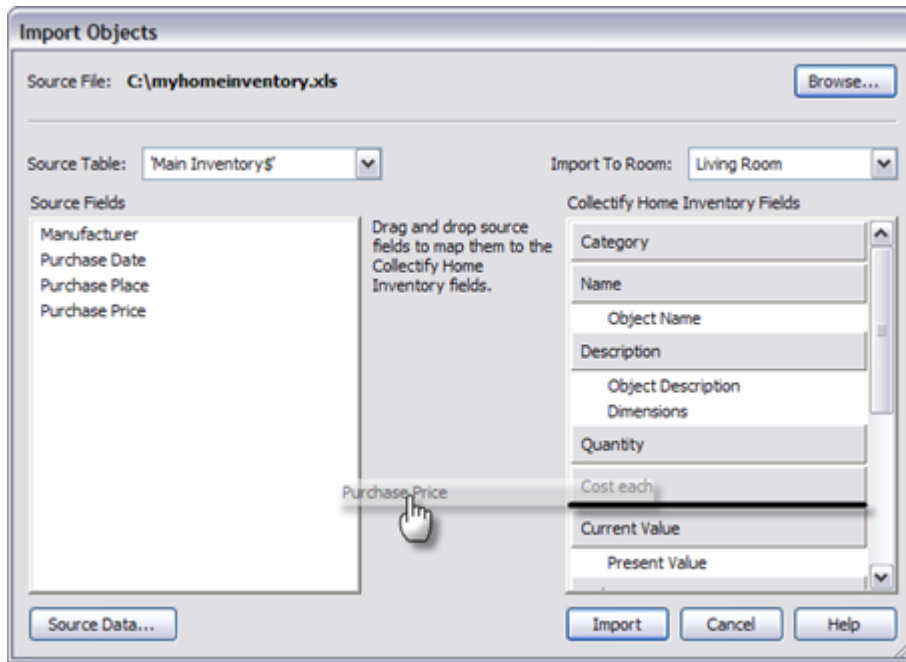 Import Objects
Source File: C:\myhomeinventory.xls
Browse...
Source Table: 'Main Inventory$'
Import To Room: Living Room
Source Fields
Manufacturer
Purchase Date
Purchase Place
Purchase Price
Drag and drop source
fields to map them to the
Collectify Home
Inventory fields.
Collectify Home Inventory Fields
Category
Name
Object Name
Description
Object Description
Dimensions
Quantity
Purchase Price
Cost each
Current Value
Present Value
Source Data...
Import
Cancel
Help